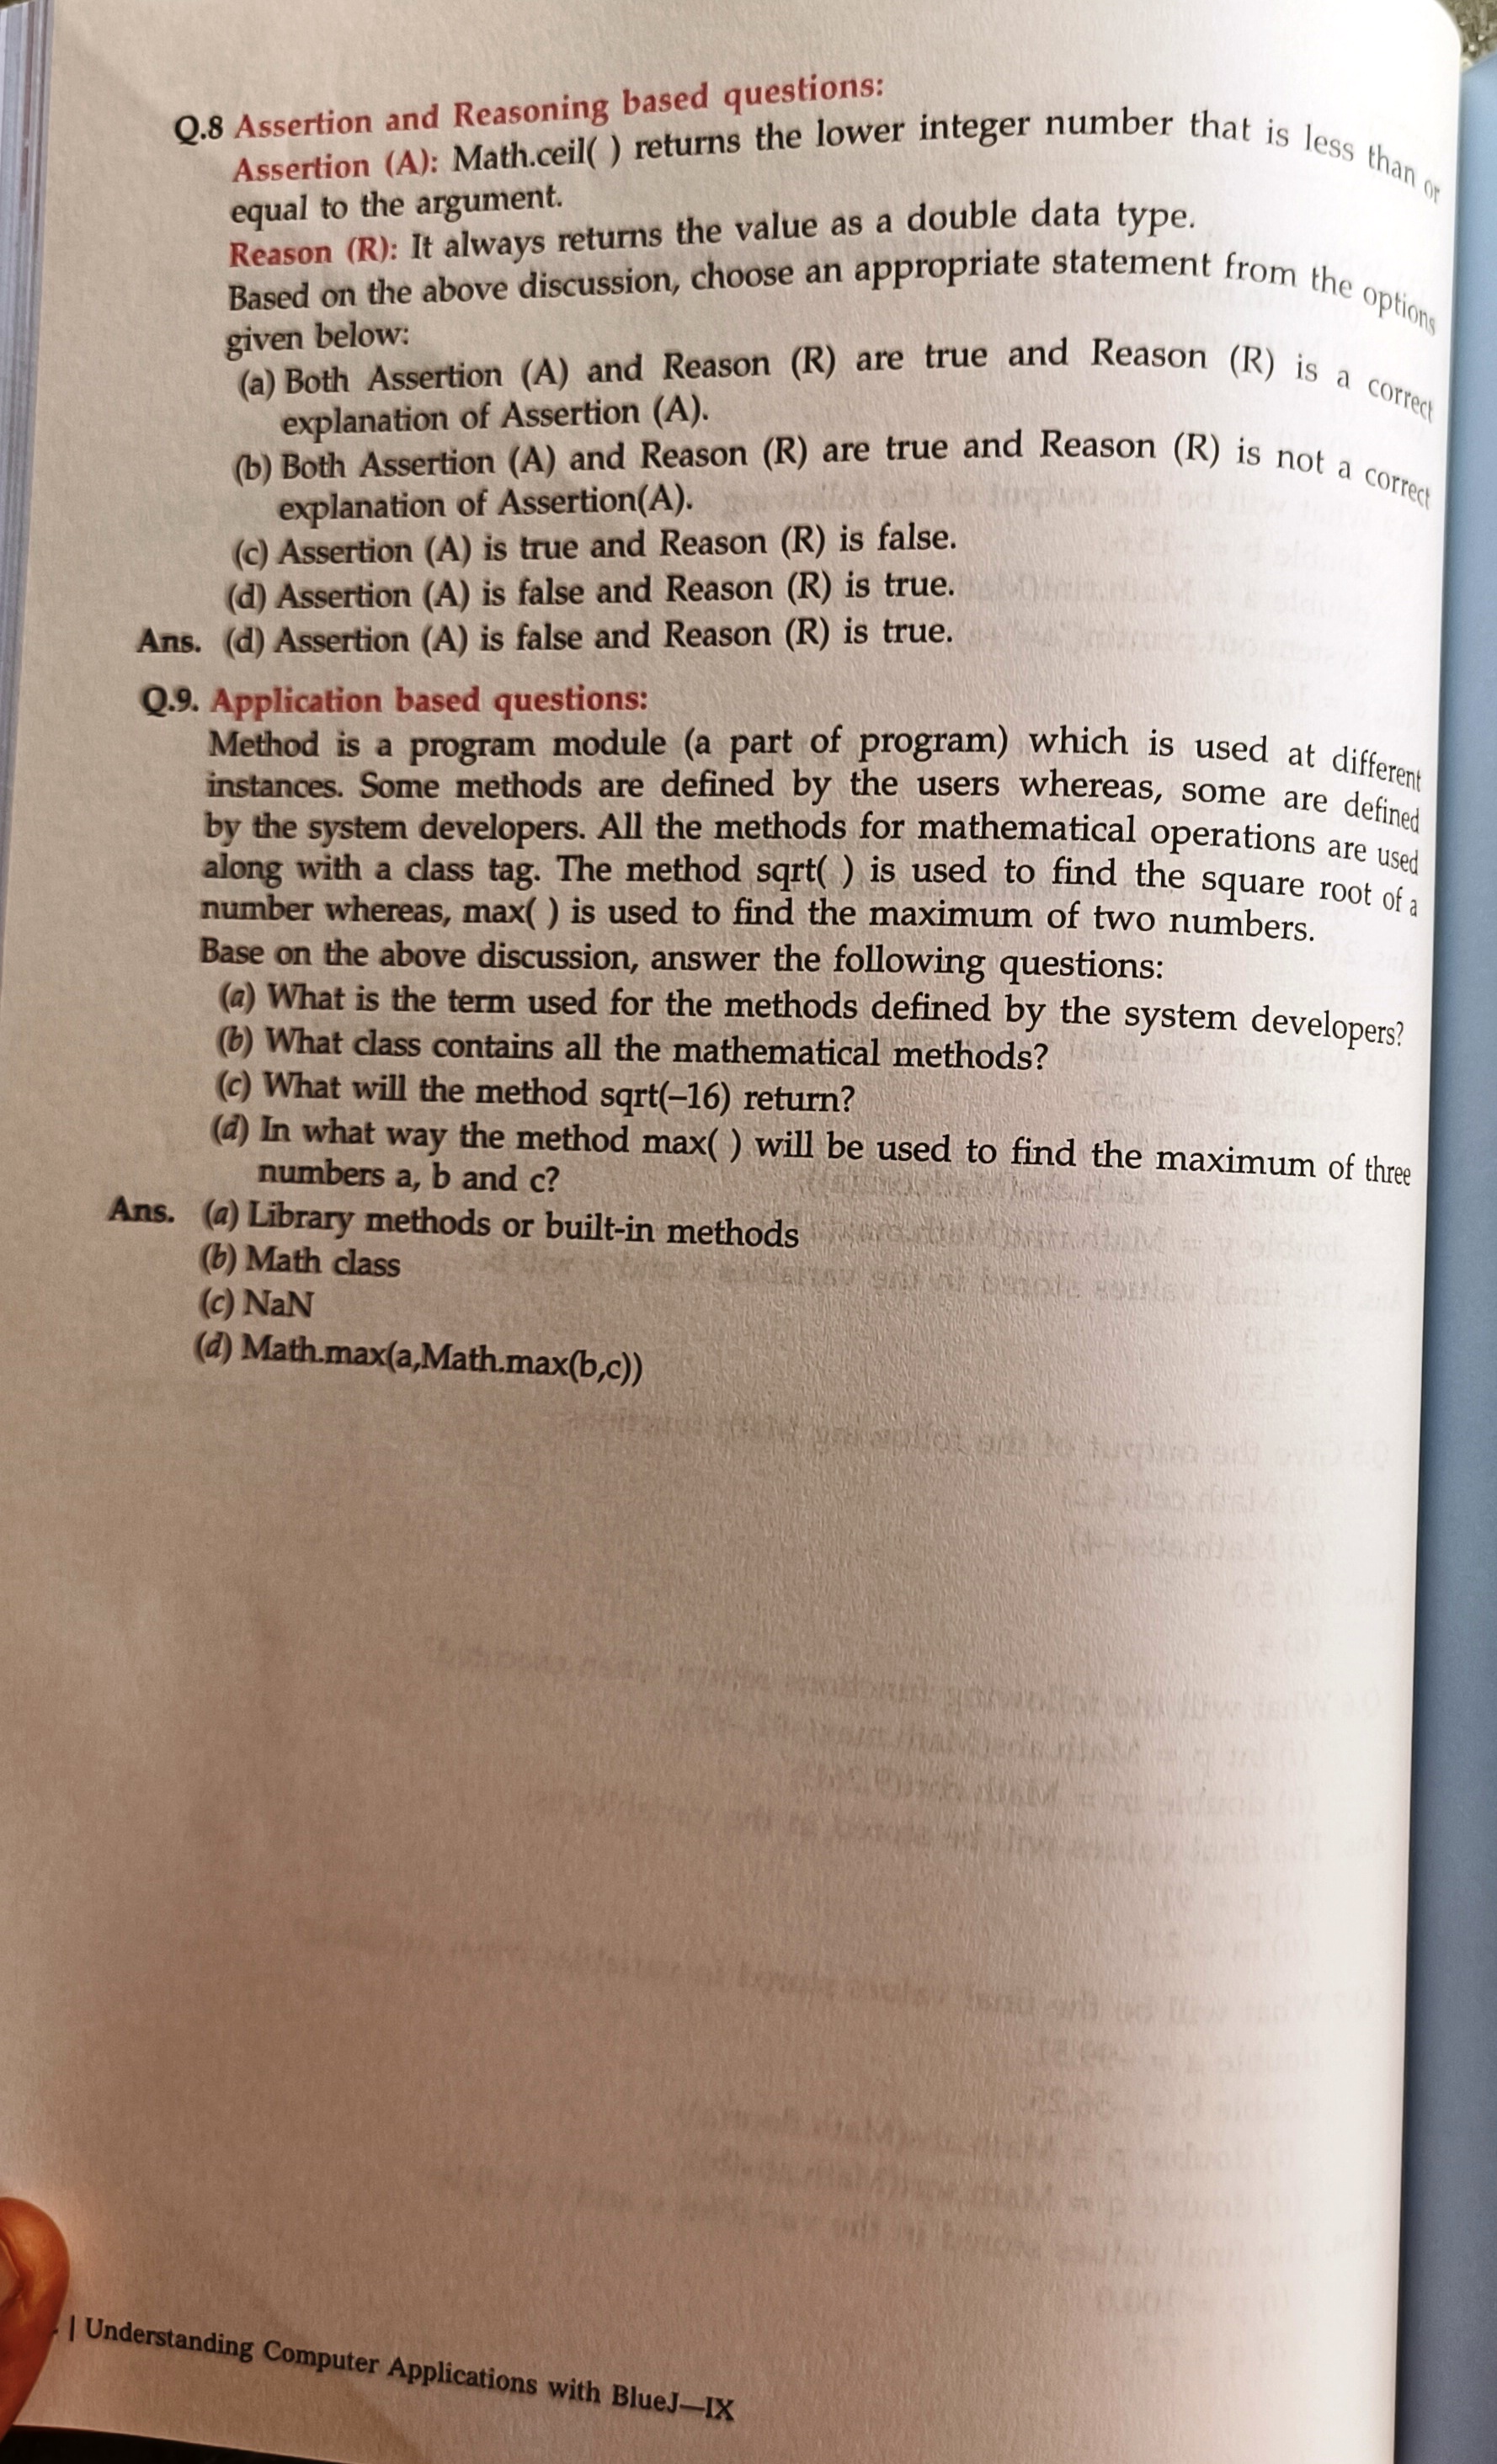 Q.8 Assertion and Reasoning based questions:
Assertion (A): Math.ceil( ) returns the lower integer number that is less than or
equal to the argument.
Reason (R): It always returns the value as a double data type.
Based on the above discussion, choose an appropriate statement from the options
given below:
(a) Both Assertion (A) and Reason (R) are true and Reason (R) is a correct
explanation of Assertion (A).
(b) Both Assertion (A) and Reason (R) are true and Reason (R) is not a correct
explanation of Assertion(A).
(c) Assertion (A) is true and Reason (R) is false.
(d) Assertion (A) is false and Reason (R) is true.
Ans. (d) Assertion (A) is false and Reason (R) is true.
Q.9. Application based questions:
Method is a program module (a part of program) which is used at different
instances. Some methods are defined by the users whereas, some are defined
by the system developers. All the methods for mathematical operations are used
along with a class tag. The method sqrt( ) is used to find the square root of a
number whereas, max( ) is used to find the maximum of two numbers.
Base on the above discussion, answer the following questions:
(a) What is the term used for the methods defined by the system developers?
(b) What class contains all the mathematical methods?
(c) What will the method sqrt(–16) return?
(d) In what way the method max( ) will be used to find the maximum of three
numbers a, b and c?
Ans. (a) Library methods or built-in methods
(b) Math class
(c) NaN
(d) Math.max(a,Math.max(b,c))
| Understanding Computer Applications with BlueJ—IX